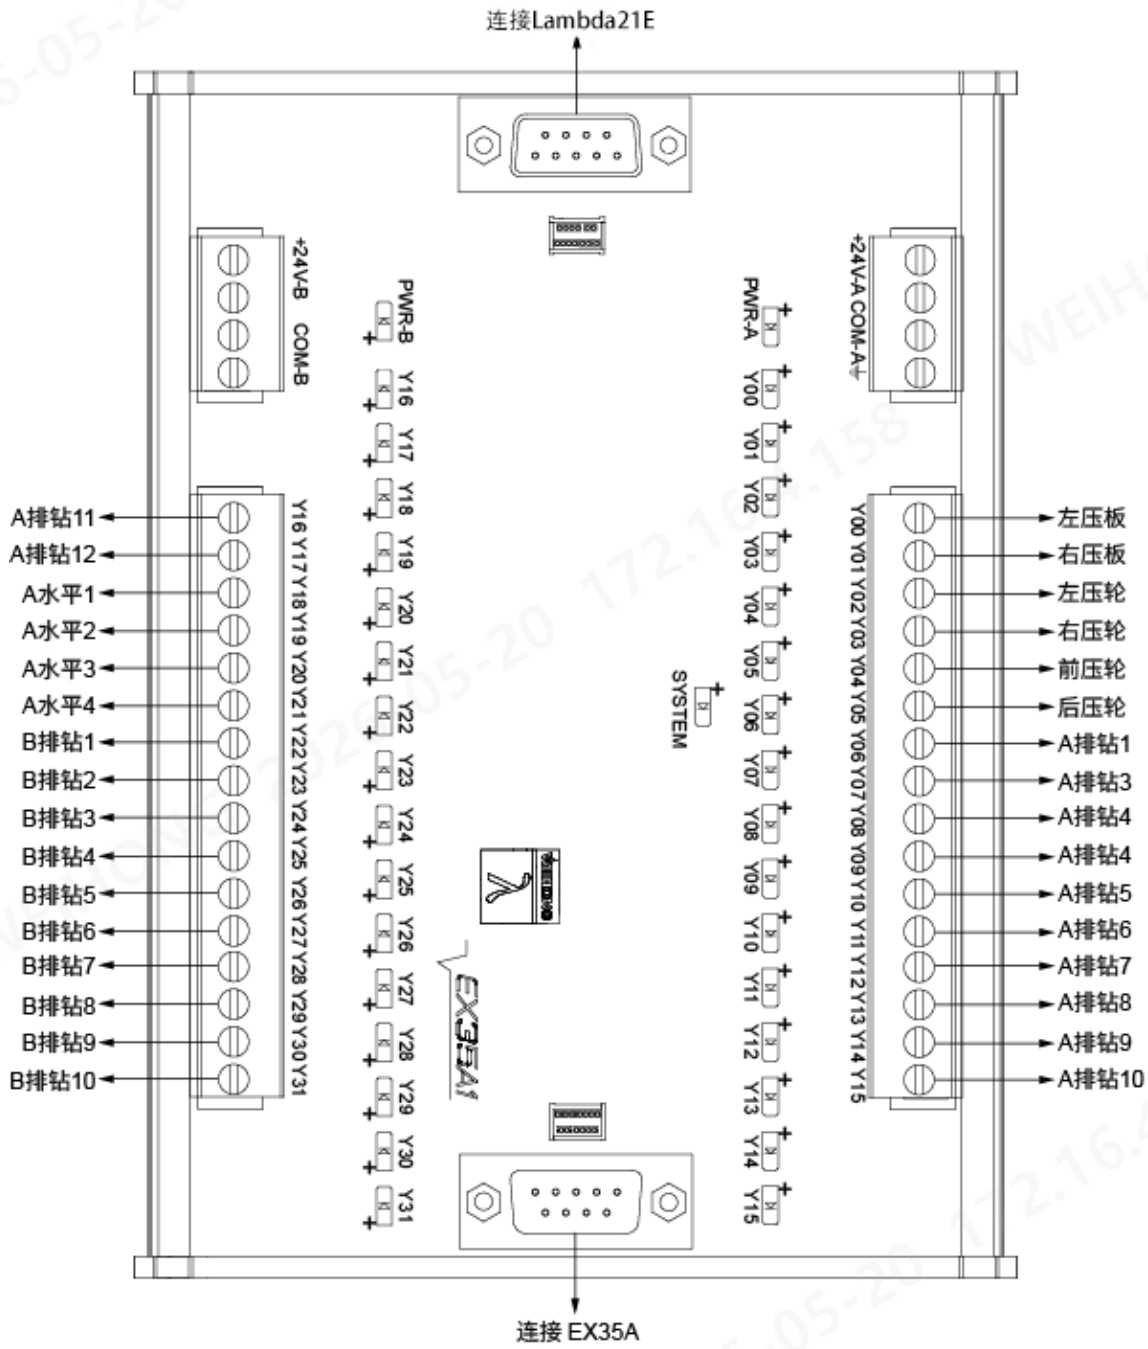 连接Lambda21E
+24V-B
COM-B
PWR-B
PWR-A
+24V-A COM-A
Y16
Y17
Y18
Y19
Y20
Y21
Y22
Y23
Y24
Y25
Y26
Y27
Y28
Y29
Y30
Y31
Y00
Y01
Y02
Y03
Y04
Y05
Y06
Y07
Y08
Y09
Y10
Y11
Y12
Y13
Y14
Y15
SYSTEM
A排钻11
A排钻12
A水平1
A水平2
A水平3
A水平4
B排钻1
B排钻2
B排钻3
B排钻4
B排钻5
B排钻6
B排钻7
B排钻8
B排钻9
B排钻10
Y16 Y17 Y18 Y19 Y20 Y21 Y22 Y23 Y24 Y25 Y26 Y27 Y28 Y29 Y30 Y31
Y00 Y01 Y02 Y03 Y04 Y05 Y06 Y07 Y08 Y09 Y10 Y11 Y12 Y13 Y14 Y15
左压板
右压板
左压轮
右压轮
前压轮
后压轮
A排钻1
A排钻3
A排钻4
A排钻4
A排钻5
A排钻6
A排钻7
A排钻8
A排钻9
A排钻10
WEIHONG
EX35A1
连接 EX35A
WEIHONG 2026-05-20 172.16.4.158